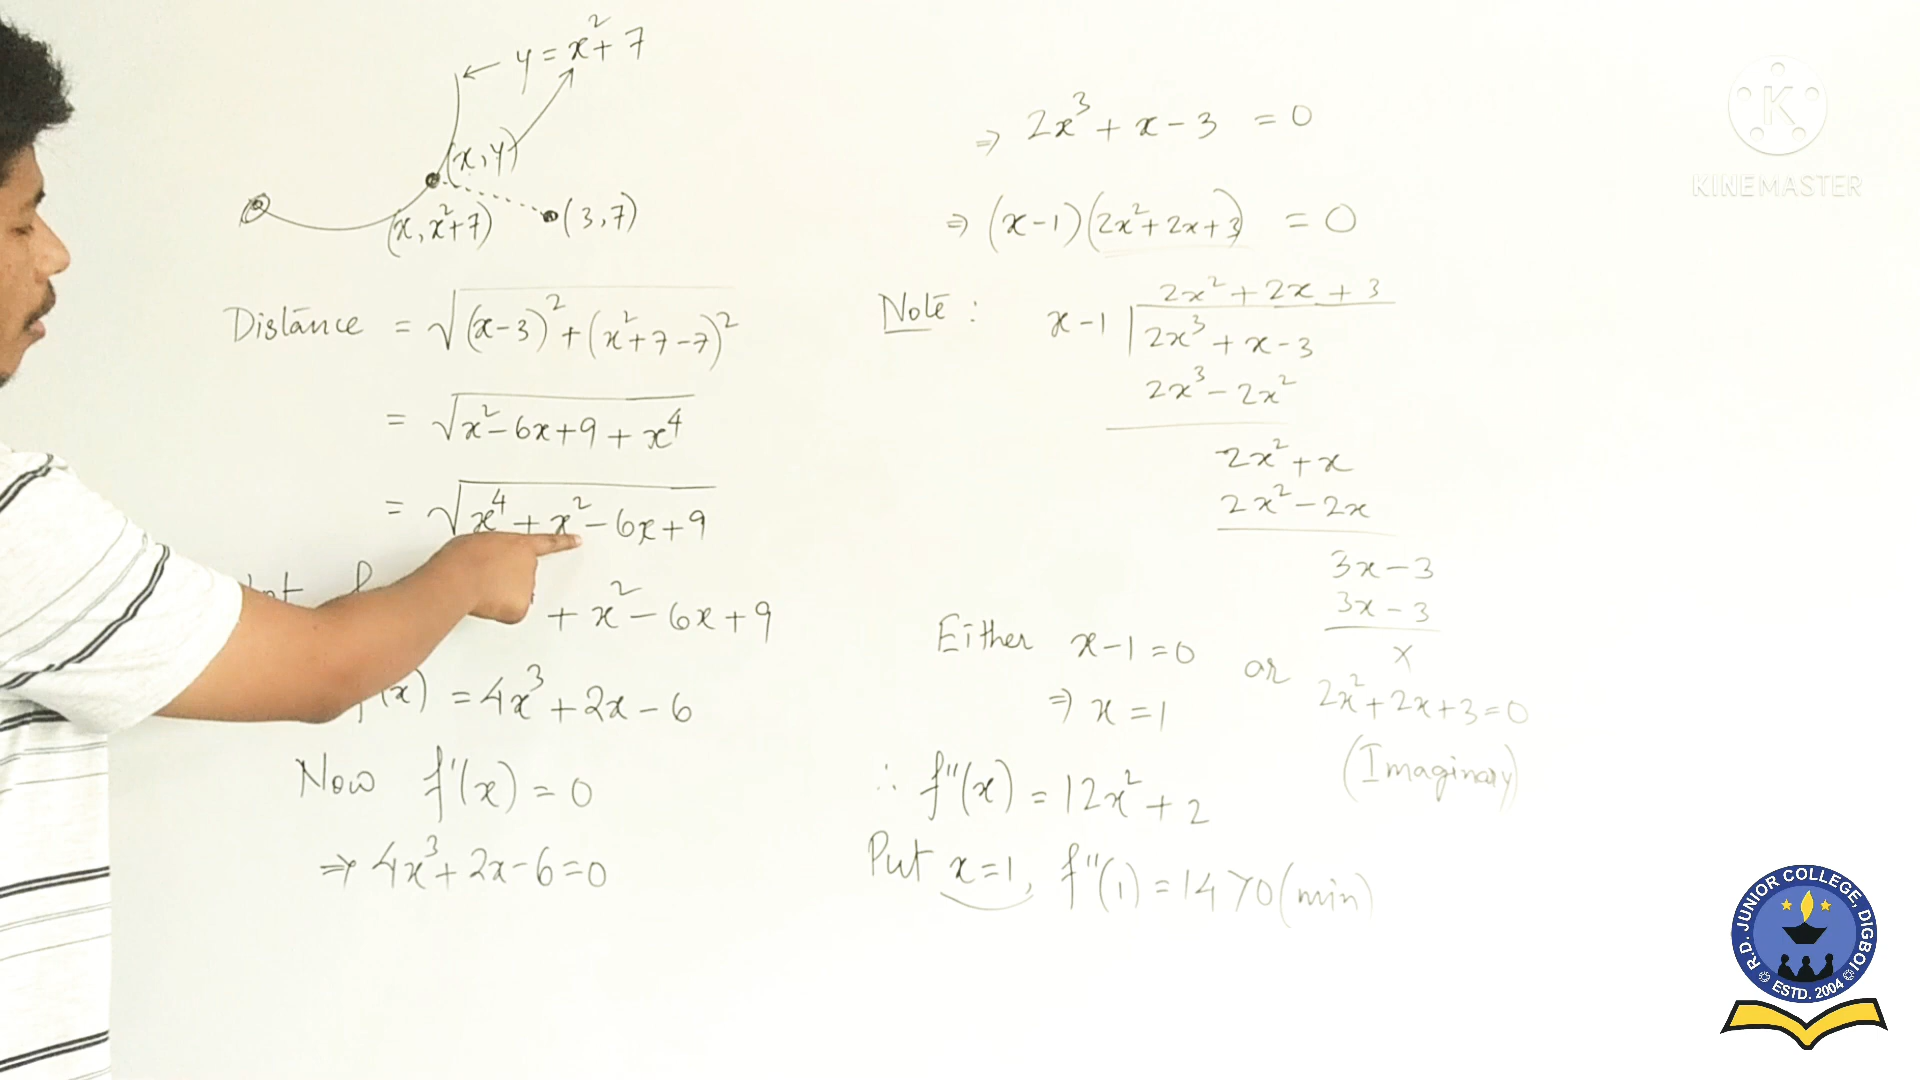 y = x² + 7
(x, y)
(x, x² + 7)
(3, 7)
Distance = √((x-3)² + (x² + 7 - 7)²)
= √(x² - 6x + 9 + x⁴)
= √(x⁴ + x² - 6x + 9)
+ x² - 6x + 9
(x) = 4x³ + 2x - 6
Now f'(x) = 0
⇒ 4x³ + 2x - 6 = 0
⇒ 2x³ + x - 3 = 0
⇒ (x-1)(2x² + 2x + 3) = 0
Note :
2x² + 2x + 3
x - 1 | 2x³ + x - 3
2x³ - 2x²
2x² + x
2x² - 2x
3x - 3
3x - 3
x
Either x - 1 = 0
⇒ x = 1
or
2x² + 2x + 3 = 0
(Imaginary)
∴ f''(x) = 12x² + 2
Put x = 1, f''(1) = 14 > 0 (min)
KINEMASTER
R.D. JUNIOR COLLEGE, DIGBOI
ESTD. 2004